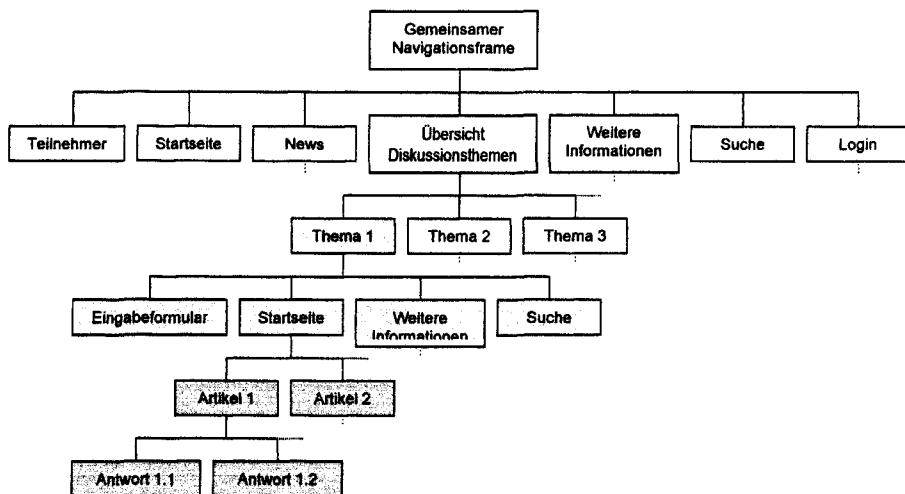 Gemeinsamer
Navigationsframe
Teilnehmer
Startseite
News
Übersicht
Diskussionsthemen
Weitere
Informationen
Suche
Login
Thema 1
Thema 2
Thema 3
Eingabeformular
Startseite
Weitere
Informationen
Suche
Artikel 1
Artikel 2
Antwort 1.1
Antwort 1.2